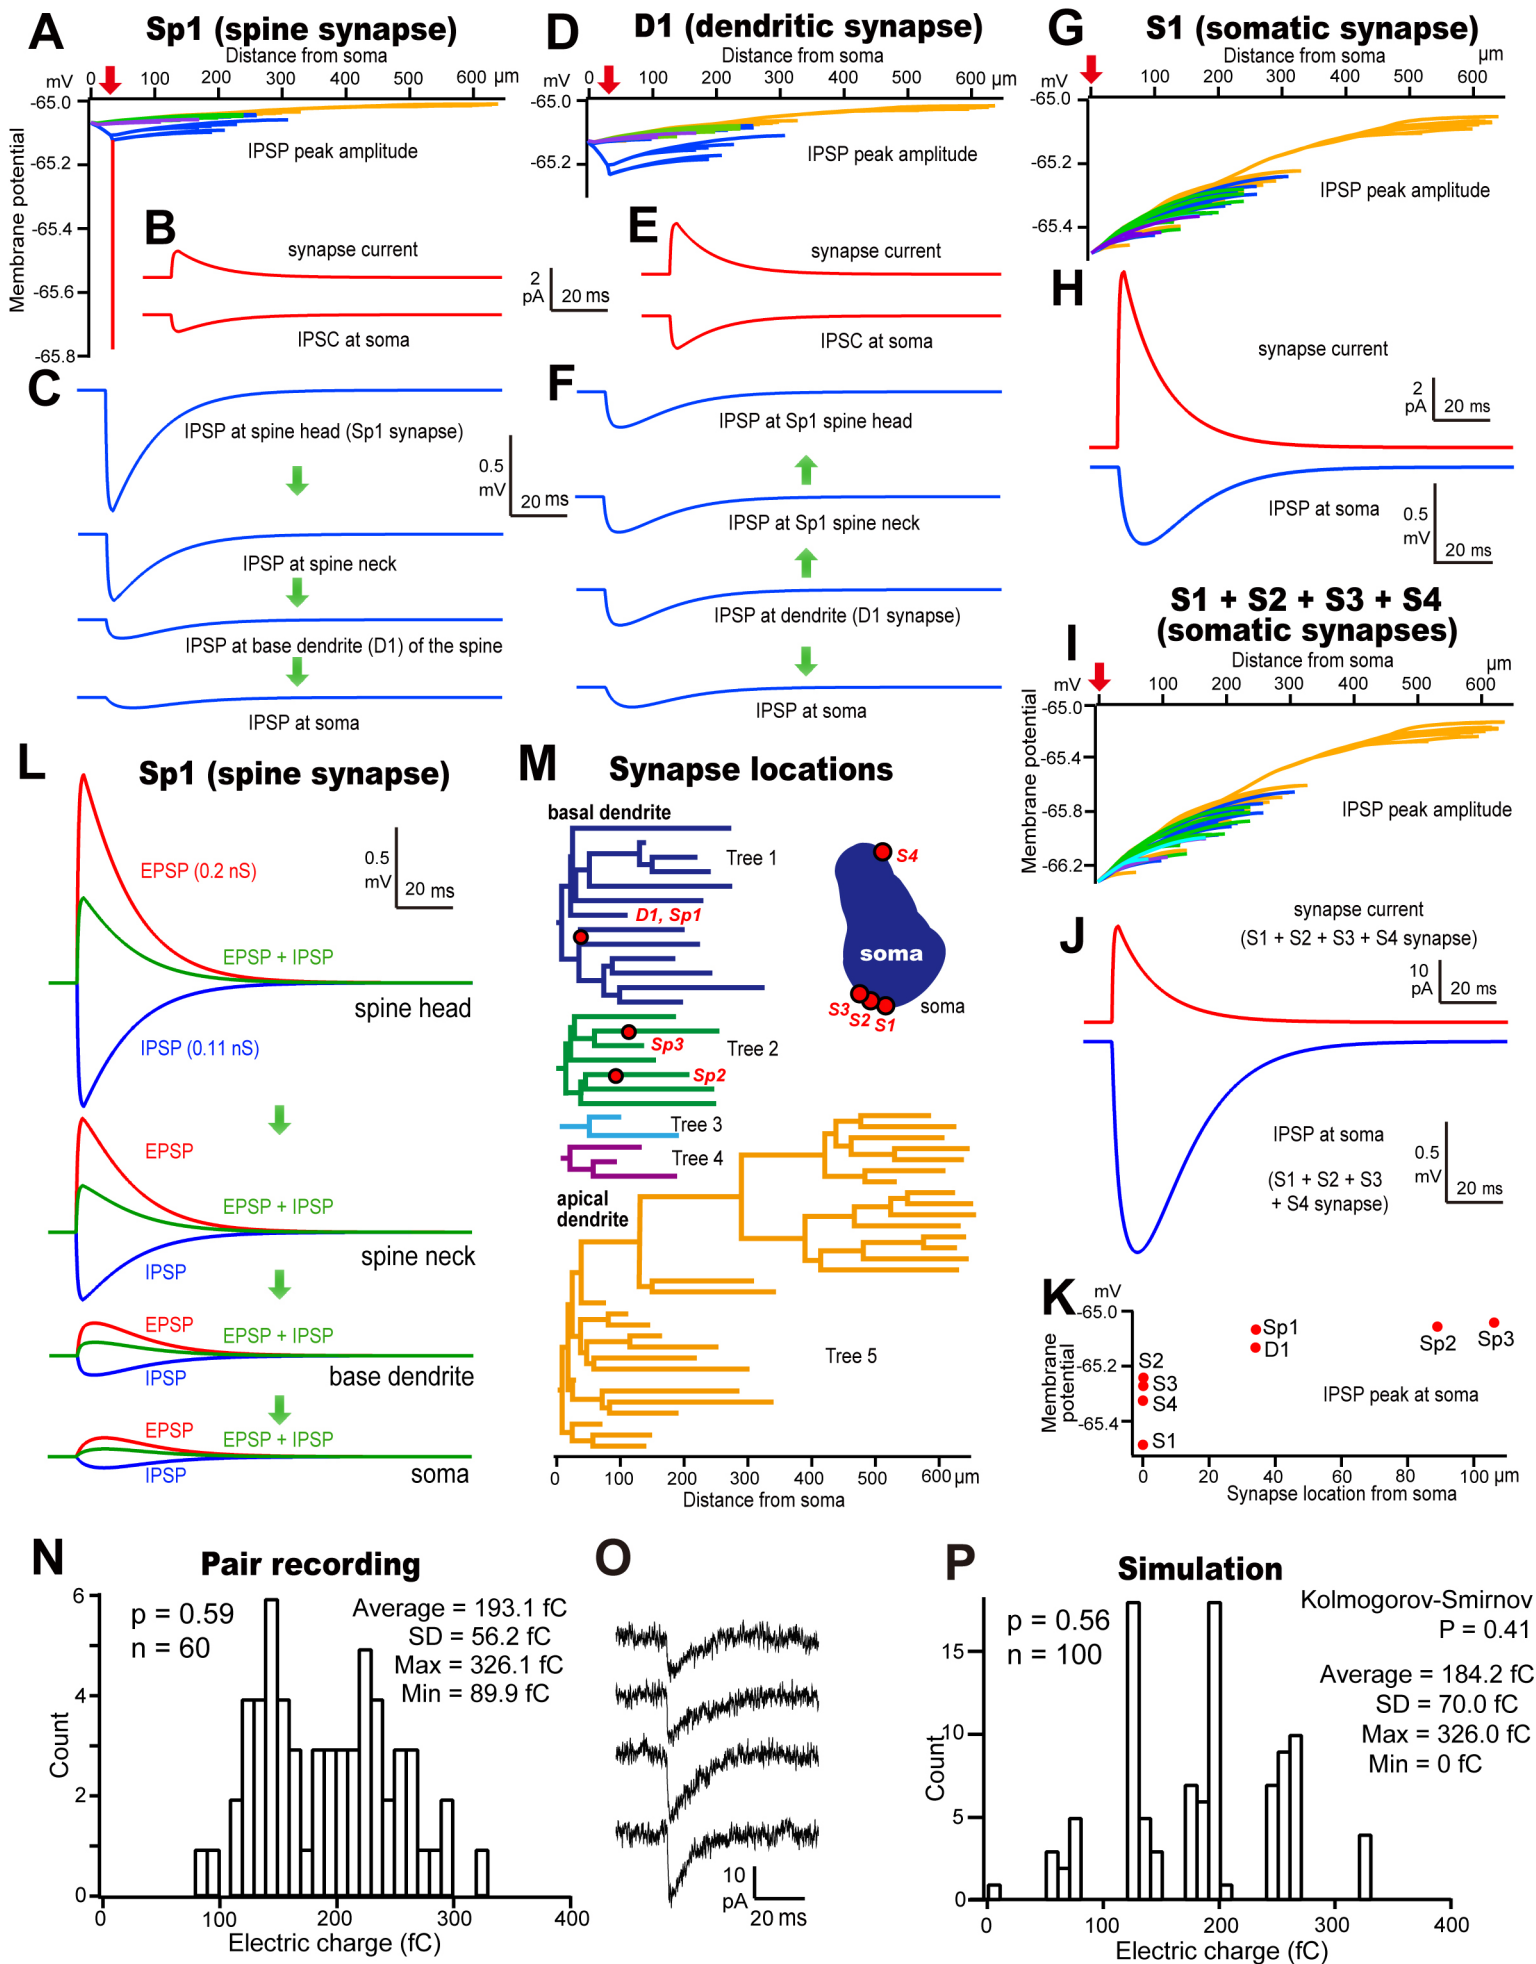 A
Sp1 (spine synapse)
Distance from soma
mV 0 100 200 300 400 500 600 µm
-65.0
-65.2
-65.4
-65.6
-65.8
Membrane potential
IPSP peak amplitude
B
synapse current
IPSC at soma
2
pA 20 ms
C
IPSP at spine head (Sp1 synapse)
IPSP at spine neck
IPSP at base dendrite (D1) of the spine
IPSP at soma
0.5
mV
20 ms
D
D1 (dendritic synapse)
Distance from soma
mV 0 100 200 300 400 500 600 µm
-65.0
-65.2
IPSP peak amplitude
E
synapse current
IPSC at soma
F
IPSP at Sp1 spine head
IPSP at Sp1 spine neck
IPSP at dendrite (D1 synapse)
IPSP at soma
G
S1 (somatic synapse)
Distance from soma
mV 100 200 300 400 500 600 µm
-65.0
-65.2
-65.4
IPSP peak amplitude
H
synapse current
2
pA 20 ms
IPSP at soma
0.5
mV
20 ms
S1 + S2 + S3 + S4
(somatic synapses)
I
Distance from soma
mV 100 200 300 400 500 600 µm
-65.0
-65.4
-65.8
-66.2
Membrane potential
IPSP peak amplitude
J
synapse current
(S1 + S2 + S3 + S4 synapse)
10
pA 20 ms
IPSP at soma
(S1 + S2 + S3
+ S4 synapse)
0.5
mV
20 ms
K
mV
-65.0
-65.2
-65.4
Membrane
potential
Sp1
D1
Sp2
Sp3
S2
S3
S4
S1
IPSP peak at soma
0 20 40 60 80 100 µm
Synapse location from soma
L
Sp1 (spine synapse)
0.5
mV
20 ms
EPSP (0.2 nS)
EPSP + IPSP
spine head
IPSP (0.11 nS)
EPSP
EPSP + IPSP
spine neck
IPSP
EPSP
EPSP + IPSP
IPSP
base dendrite
EPSP
EPSP + IPSP
IPSP
soma
M
Synapse locations
basal dendrite
Tree 1
D1, Sp1
Sp3
Tree 2
Sp2
Tree 3
Tree 4
apical
dendrite
Tree 5
S4
soma
S3
S2
S1
soma
0 100 200 300 400 500 600 µm
Distance from soma
N
Pair recording
6
4
2
0
Count
p = 0.59
n = 60
Average = 193.1 fC
SD = 56.2 fC
Max = 326.1 fC
Min = 89.9 fC
0 100 200 300 400
Electric charge (fC)
O
10
pA
20 ms
P
Simulation
15
10
5
0
Count
p = 0.56
n = 100
Kolmogorov-Smirnov
P = 0.41
Average = 184.2 fC
SD = 70.0 fC
Max = 326.0 fC
Min = 0 fC
0 100 200 300 400
Electric charge (fC)